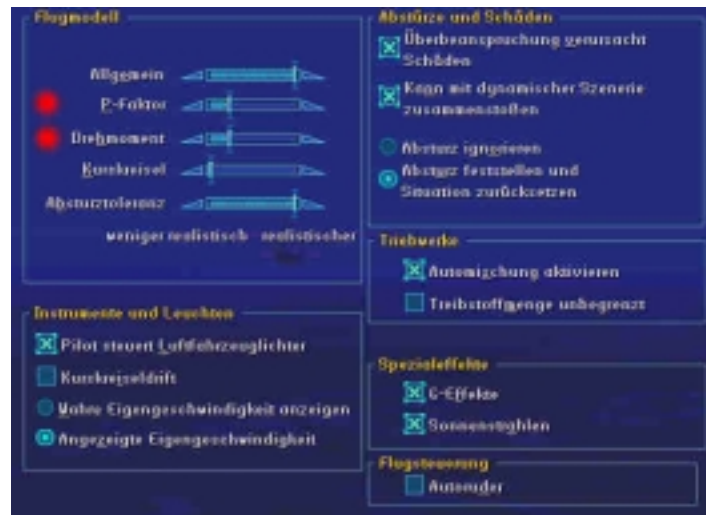 Flugmodell
Allgemein
P-Faktor
Drehmoment
Kurskreisel
Absturztoleranz
weniger realistisch realistischer
Instrumente und Leuchten
Pilot steuert Luftfahrzeuglichter
Kurskreiseldrift
Wahre Eigengeschwindigkeit anzeigen
Angezeigte Eigengeschwindigkeit
Abstürze und Schäden
Überbeanspruchung verursacht
Schäden
Kann mit dynamischer Szenerie
zusammenstoßen
Absturz ignorieren
Absturz feststellen und
Situation zurücksetzen
Triebwerke
Automischung aktivieren
Treibstoffmenge unbegrenzt
Spezialeffekte
G-Effekte
Sonnenstrahlen
Flugsteuerung
Autoruder